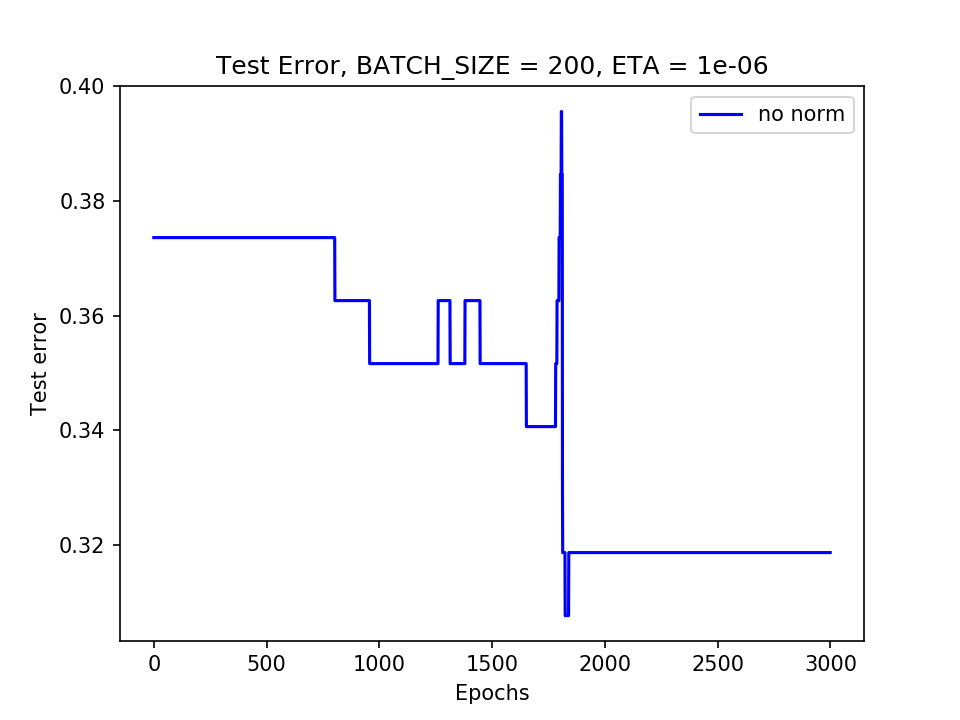 Test Error, BATCH_SIZE = 200, ETA = 1e-06
no norm
0.40
0.38
0.36
0.34
0.32
Test error
0 500 1000 1500 2000 2500 3000
Epochs